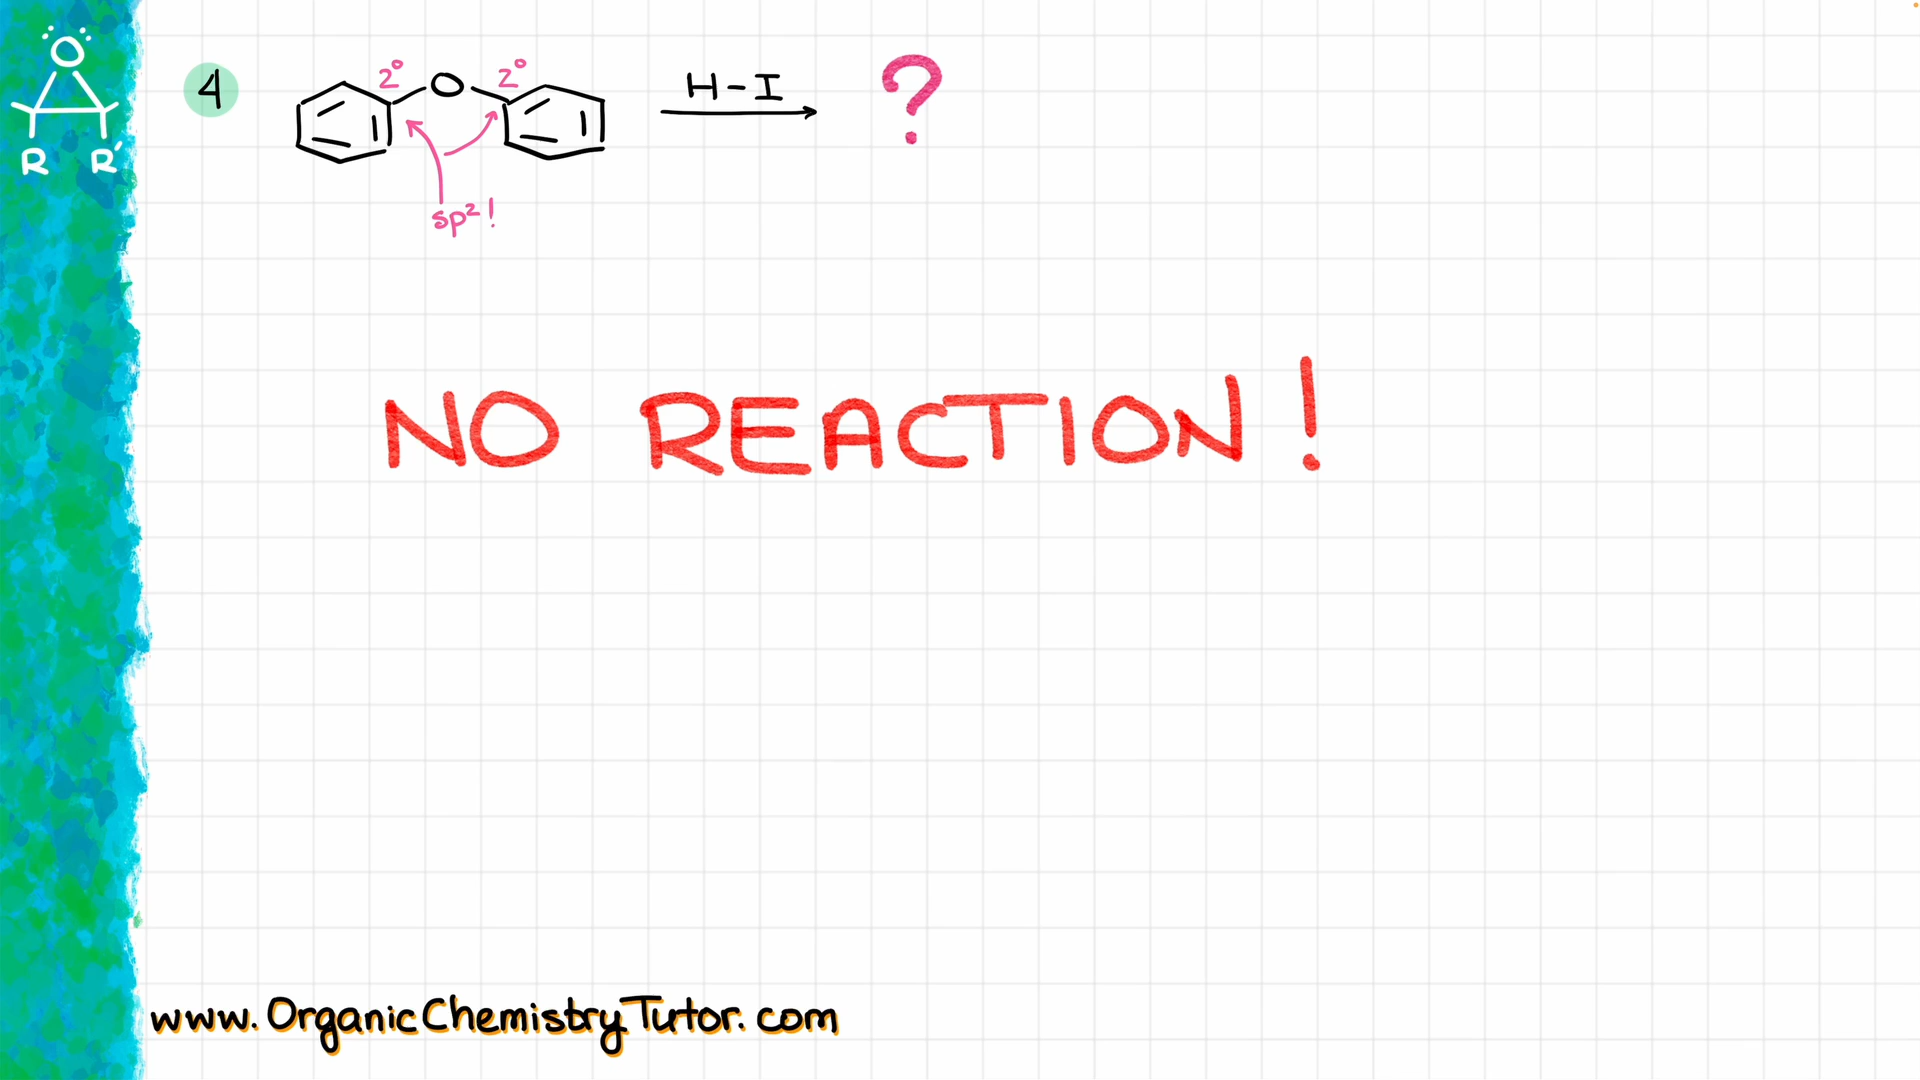 O
R R′
4
2° O 2° H-I ?
sp²!
NO REACTION!
www.OrganicChemistryTutor.com